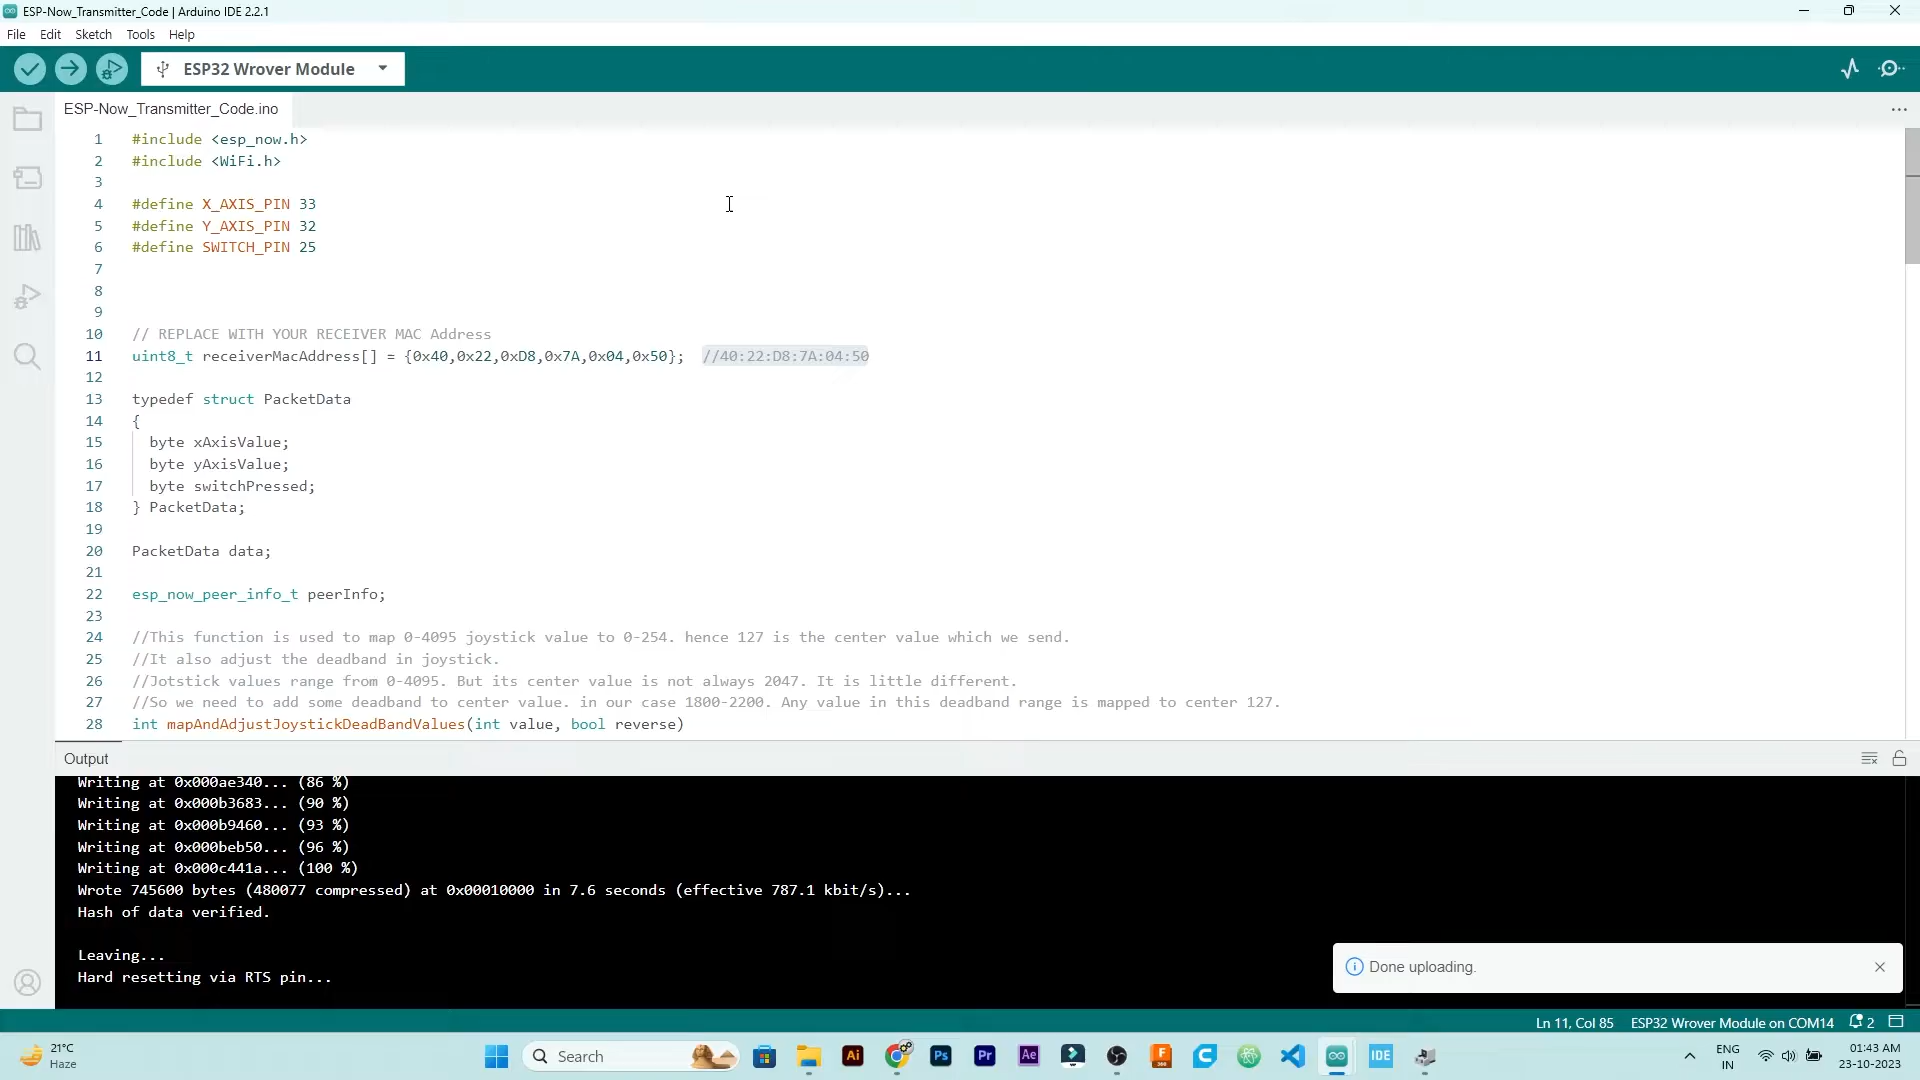 ESP-Now_Transmitter_Code | Arduino IDE 2.2.1
File Edit Sketch Tools Help
ESP32 Wrover Module
ESP-Now_Transmitter_Code.ino
1 #include <esp_now.h>
2 #include <WiFi.h>
3
4 #define X_AXIS_PIN 33
5 #define Y_AXIS_PIN 32
6 #define SWITCH_PIN 25
7
8
9
10 // REPLACE WITH YOUR RECEIVER MAC Address
11 uint8_t receiverMacAddress[] = {0x40,0x22,0xD8,0x7A,0x04,0x50};  //40:22:D8:7A:04:50
12
13 typedef struct PacketData
14 {
15 byte xAxisValue;
16 byte yAxisValue;
17 byte switchPressed;
18 } PacketData;
19
20 PacketData data;
21
22 esp_now_peer_info_t peerInfo;
23
24 //This function is used to map 0-4095 joystick value to 0-254. hence 127 is the center value which we send.
25 //It also adjust the deadband in joystick.
26 //Jotstick values range from 0-4095. But its center value is not always 2047. It is little different.
27 //So we need to add some deadband to center value. in our case 1800-2200. Any value in this deadband range is mapped to center 127.
28 int mapAndAdjustJoystickDeadBandValues(int value, bool reverse)
Output
Writing at 0x000ae340... (86 %)
Writing at 0x000b3683... (90 %)
Writing at 0x000b9460... (93 %)
Writing at 0x000beb50... (96 %)
Writing at 0x000c441a... (100 %)
Wrote 745600 bytes (480077 compressed) at 0x00010000 in 7.6 seconds (effective 787.1 kbit/s)...
Hash of data verified.
Leaving...
Hard resetting via RTS pin...
Done uploading.
Ln 11, Col 85 ESP32 Wrover Module on COM14 2
21°C
Haze
Search
Ai
Ps
Pr
Ae
IDE
ENG
IN
01:43 AM
23-10-2023